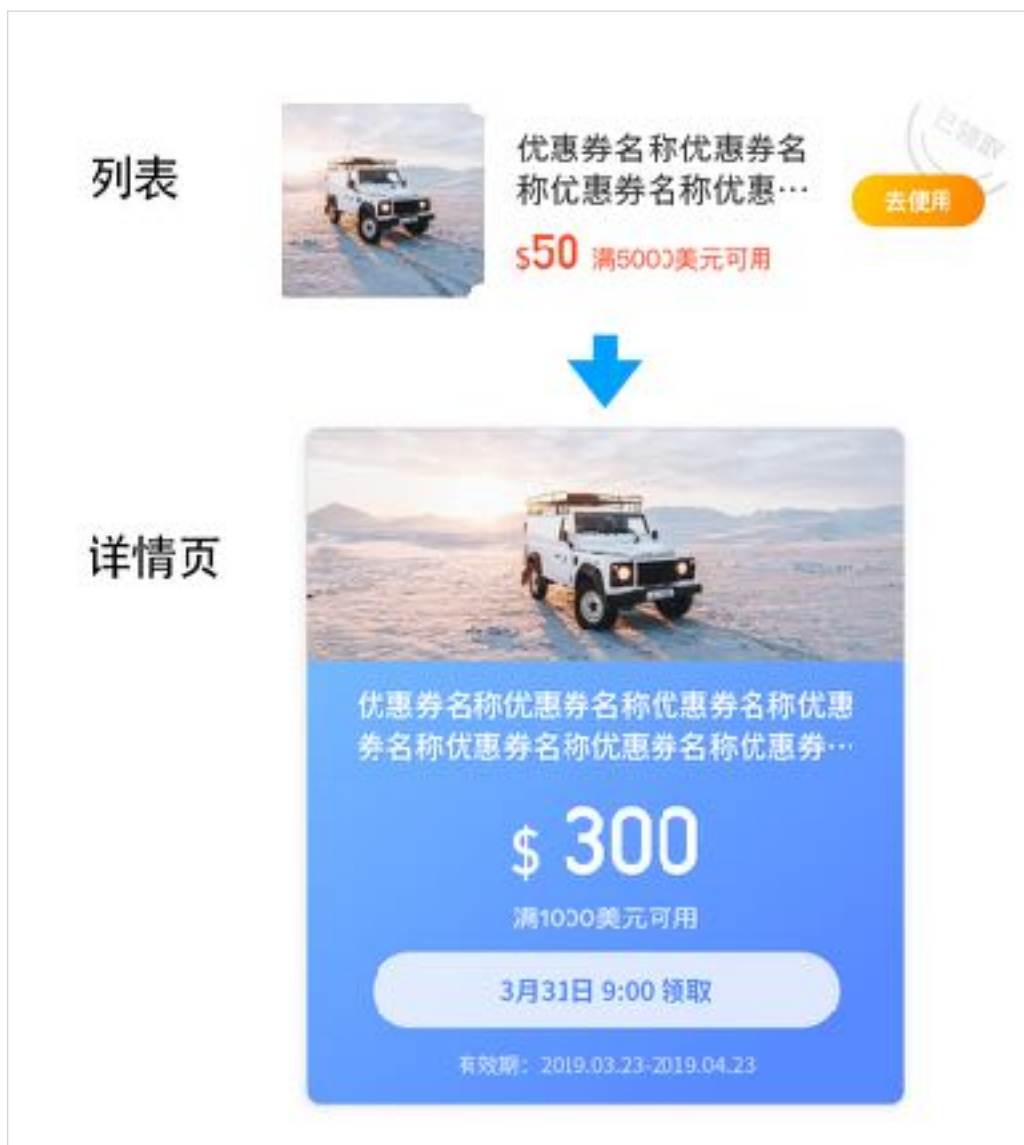 列表
优惠券名称优惠券名
称优惠券名称优惠…
$50 满5000美元可用
已领取
去使用
详情页
优惠券名称优惠券名称优惠券名称优惠
券名称优惠券名称优惠券名称优惠券…
$ 300
满1000美元可用
3月31日 9:00 领取
有效期：2019.03.23-2019.04.23